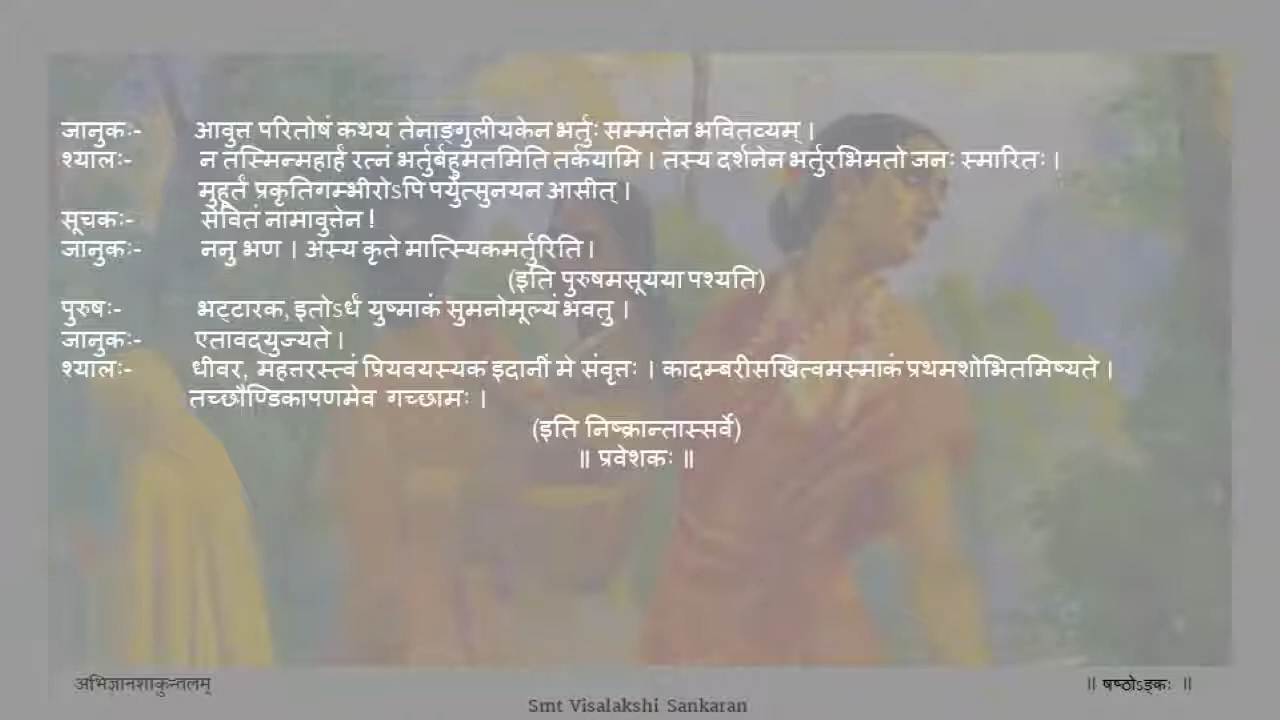 जानुकः- आवुत्त परितोषं कथय तेनाङ्गुलीयकेन भर्तुः सम्मतेन भवितव्यम् ।
श्यालः- न तस्मिन्महार्हं रत्नं भर्तुर्बहुमतमिति तर्कयामि । तस्य दर्शनेन भर्तुरभिमतो जनः स्मारितः ।
मुहूर्तं प्रकृतिगम्भीरोऽपि पर्युत्सुनयन आसीत् ।
सूचकः- सेवितं नामावुत्तेन !
जानुकः- ननु भण । अस्य कृते मात्स्यिकमर्तुरिति ।
(इति पुरुषमसूयया पश्यति)
पुरुषः- भट्टारक, इतोऽर्धं युष्माकं सुमनोमूल्यं भवतु ।
जानुकः- एतावद्युज्यते ।
श्यालः- धीवर, महत्तरस्त्वं प्रियवयस्यक इदानीं मे संवृत्तः । कादम्बरीसखित्वमस्माकं प्रथमशोभितमिष्यते ।
तच्छौण्डिकापणमेव गच्छामः ।
(इति निष्क्रान्तास्सर्वे)
॥ प्रवेशकः ॥
अभिज्ञानशाकुन्तलम्
॥ षष्ठोऽङ्कः ॥
Smt Visalakshi Sankaran